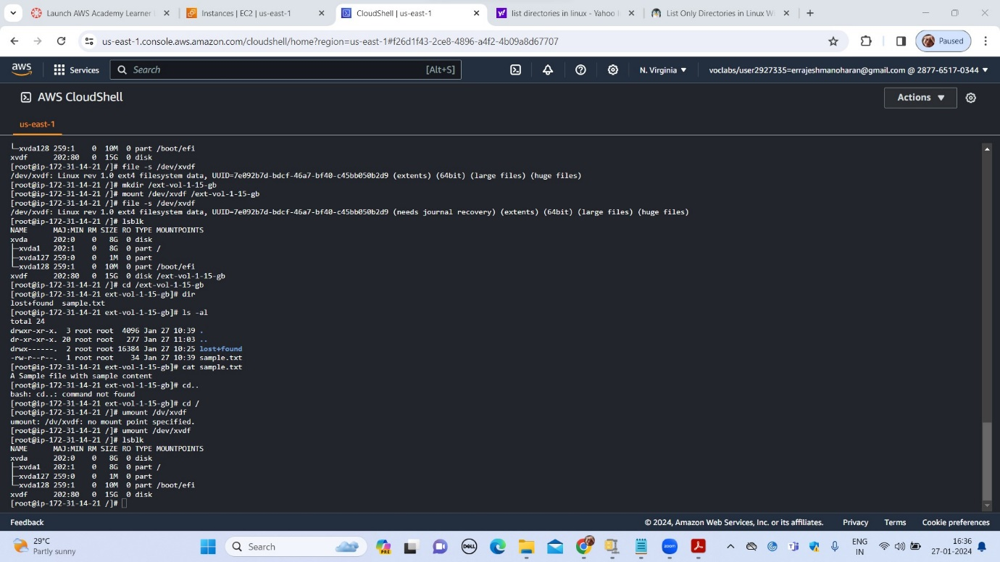 Launch AWS Academy Learner
Instances | EC2 | us-east-1
CloudShell | us-east-1
list directories in linux - Yahoo
List Only Directories in Linux W
us-east-1.console.aws.amazon.com/cloudshell/home?region=us-east-1#f26d1f43-2ce8-4896-a4f2-4b09a8d67707
Paused
aws
Services
Search
[Alt+S]
N. Virginia
voclabs/user2927335=errajeshmanoharan@gmail.com @ 2877-6517-0344
AWS CloudShell
Actions
us-east-1
└─xvda128 259:1    0  10M  0 part /boot/efi
xvdf      202:80   0  15G  0 disk
[root@ip-172-31-14-21 /]# file -s /dev/xvdf
/dev/xvdf: Linux rev 1.0 ext4 filesystem data, UUID=7e092b7d-bdcf-46a7-bf40-c45bb050b2d9 (extents) (64bit) (large files) (huge files)
[root@ip-172-31-14-21 /]# mkdir /ext-vol-1-15-gb
[root@ip-172-31-14-21 /]# mount /dev/xvdf /ext-vol-1-15-gb
[root@ip-172-31-14-21 /]# file -s /dev/xvdf
/dev/xvdf: Linux rev 1.0 ext4 filesystem data, UUID=7e092b7d-bdcf-46a7-bf40-c45bb050b2d9 (needs journal recovery) (extents) (64bit) (large files) (huge files)
[root@ip-172-31-14-21 /]# lsblk
NAME      MAJ:MIN RM SIZE RO TYPE MOUNTPOINTS
xvda      202:0    0   8G  0 disk
├─xvda1   202:1    0   8G  0 part /
├─xvda127 259:0    0   1M  0 part
└─xvda128 259:1    0  10M  0 part /boot/efi
xvdf      202:80   0  15G  0 disk /ext-vol-1-15-gb
[root@ip-172-31-14-21 /]# cd /ext-vol-1-15-gb
[root@ip-172-31-14-21 ext-vol-1-15-gb]# dir
lost+found  sample.txt
[root@ip-172-31-14-21 ext-vol-1-15-gb]# ls -al
total 24
drwxr-xr-x.  3 root root  4096 Jan 27 10:39 .
dr-xr-xr-x. 20 root root   277 Jan 27 11:03 ..
drwx------.  2 root root 16384 Jan 27 10:25 lost+found
-rw-r--r--.  1 root root    34 Jan 27 10:39 sample.txt
[root@ip-172-31-14-21 ext-vol-1-15-gb]# cat sample.txt
A Sample file with sample content
[root@ip-172-31-14-21 ext-vol-1-15-gb]# cd..
bash: cd..: command not found
[root@ip-172-31-14-21 ext-vol-1-15-gb]# cd /
[root@ip-172-31-14-21 /]# umount /dv/xvdf
umount: /dv/xvdf: no mount point specified.
[root@ip-172-31-14-21 /]# umount /dev/xvdf
[root@ip-172-31-14-21 /]# lsblk
NAME      MAJ:MIN RM SIZE RO TYPE MOUNTPOINTS
xvda      202:0    0   8G  0 disk
├─xvda1   202:1    0   8G  0 part /
├─xvda127 259:0    0   1M  0 part
└─xvda128 259:1    0  10M  0 part /boot/efi
xvdf      202:80   0  15G  0 disk
[root@ip-172-31-14-21 /]#
Feedback
© 2024, Amazon Web Services, Inc. or its affiliates.
Privacy
Terms
Cookie preferences
29°C
Partly sunny
Search
PRE
DELL
zoom
ENG
IN
16:36
27-01-2024